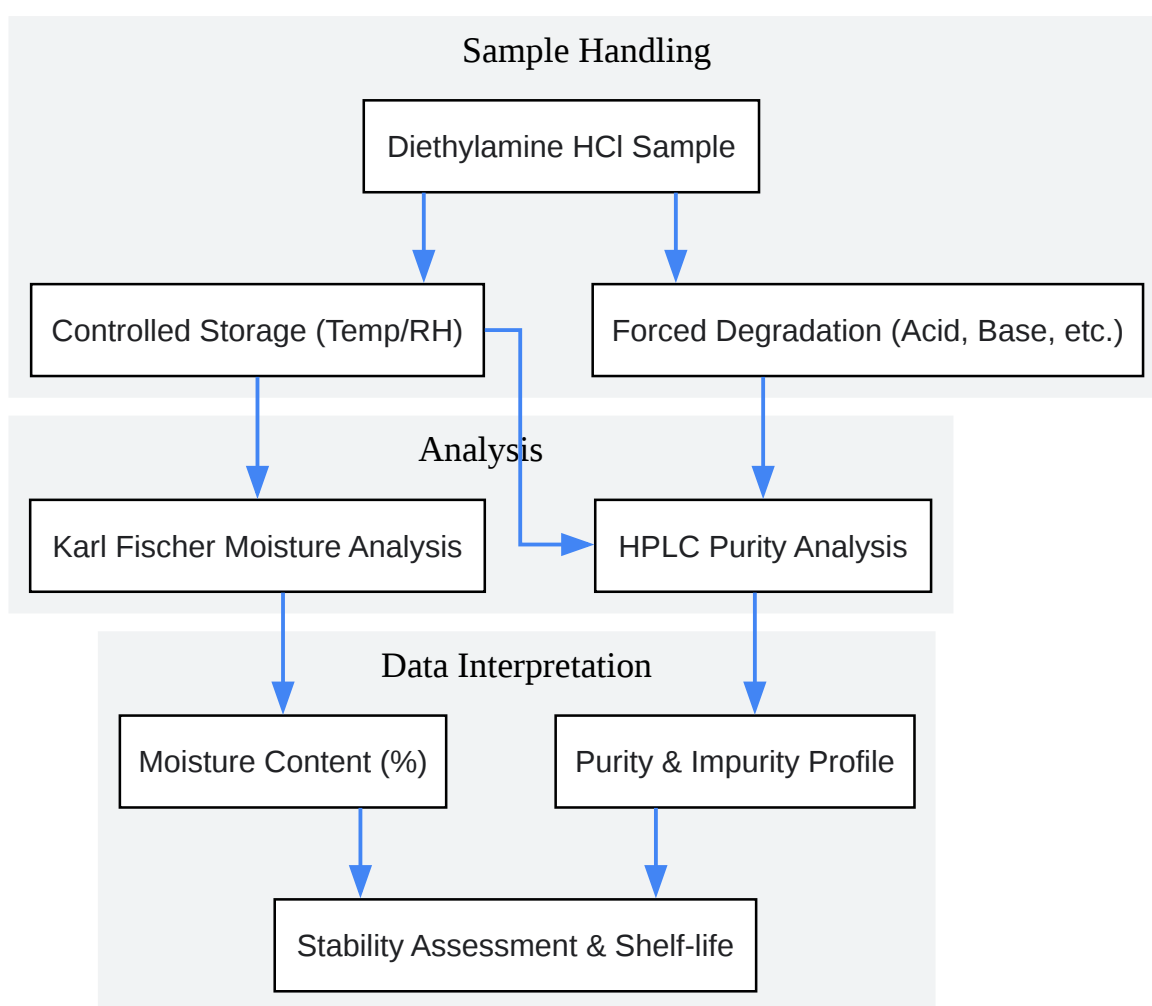 Sample Handling
Diethylamine HCl Sample
Controlled Storage (Temp/RH)
Forced Degradation (Acid, Base, etc.)
Analysis
Karl Fischer Moisture Analysis
HPLC Purity Analysis
Data Interpretation
Moisture Content (%)
Purity & Impurity Profile
Stability Assessment & Shelf-life